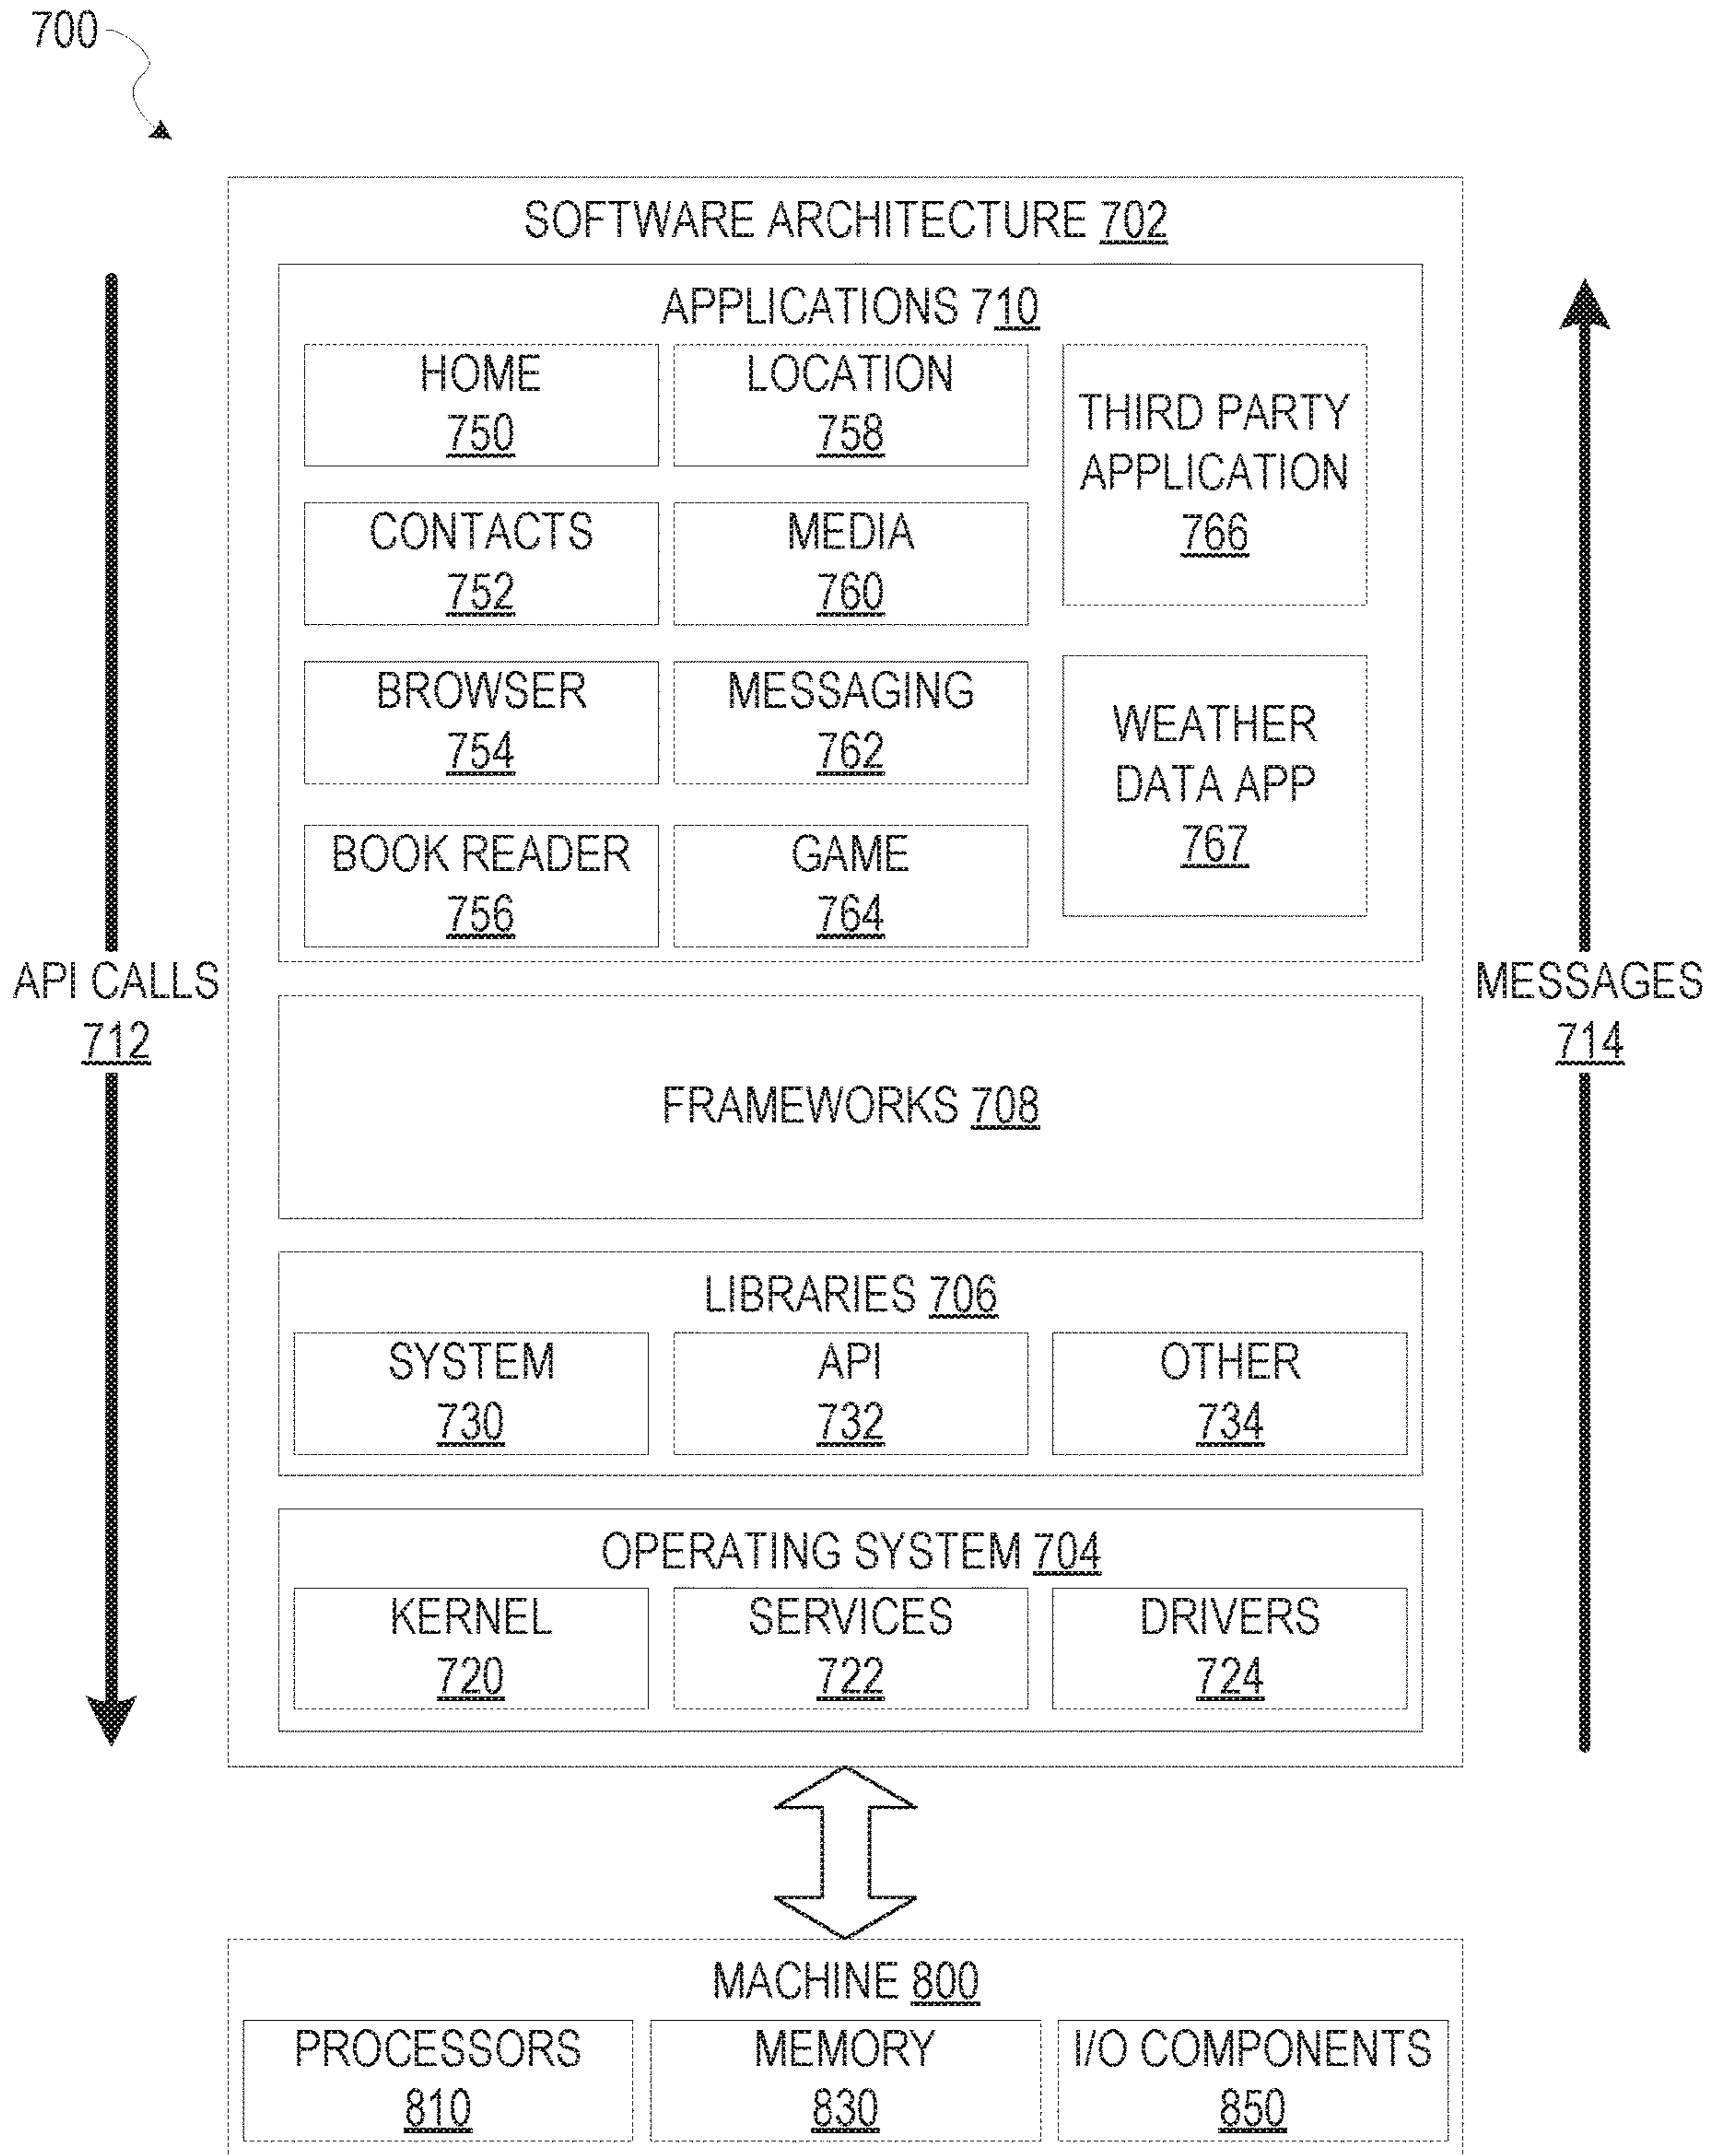 700
SOFTWARE ARCHITECTURE 702
APPLICATIONS 710
HOME
750
LOCATION
758
THIRD PARTY
APPLICATION
766
CONTACTS
752
MEDIA
760
BROWSER
754
MESSAGING
762
WEATHER
DATA APP
767
BOOK READER
756
GAME
764
API CALLS
712
MESSAGES
714
FRAMEWORKS 708
LIBRARIES 706
SYSTEM
730
API
732
OTHER
734
OPERATING SYSTEM 704
KERNEL
720
SERVICES
722
DRIVERS
724
MACHINE 800
PROCESSORS
810
MEMORY
830
I/O COMPONENTS
850